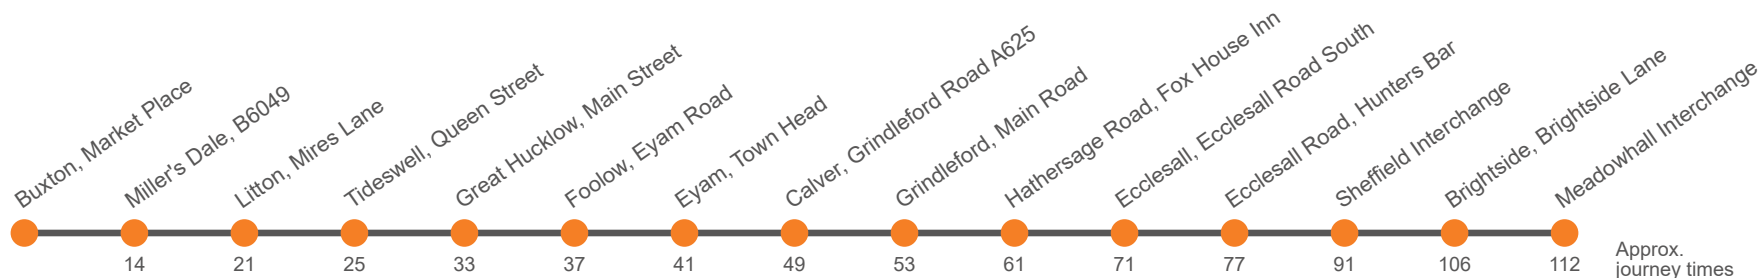 Buxton, Market Place
Miller's Dale, B6049
Litton, Mires Lane
Tideswell, Queen Street
Great Hucklow, Main Street
Foolow, Eyam Road
Eyam, Town Head
Calver, Grindleford Road A625
Grindleford, Main Road
Hathersage Road, Fox House Inn
Ecclesall, Ecclesall Road South
Ecclesall Road, Hunters Bar
Sheffield Interchange
Brightside, Brightside Lane
Meadowhall Interchange
14 21 25 33 37 41 49 53 61 71 77 91 106 112
Approx.
journey times